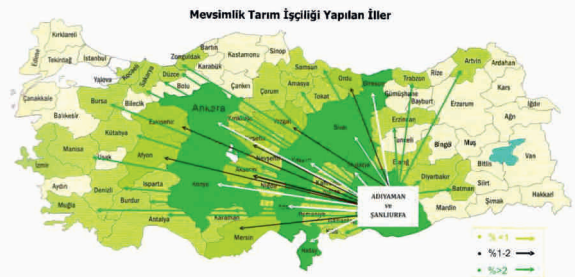 Mevsimlik Tarım İşçiliği Yapılan İller
Kırklareli
Edirne
Tekirdağ
İstanbul
Yalova
Kocaeli
Sakarya
Düzce
Zonguldak
Bartın
Karabük
Kastamonu
Sinop
Samsun
Ordu
Giresun
Trabzon
Rize
Artvin
Ardahan
Kars
Iğdır
Ağrı
Erzurum
Bayburt
Gümüşhane
Çanakkale
Balıkesir
Bursa
Bilecik
Bolu
Çankırı
Çorum
Amasya
Tokat
Ankara
Eskişehir
Kütahya
Yozgat
Sivas
Erzincan
Tunceli
Bingöl
Muş
Bitlis
Van
Manisa
İzmir
Uşak
Afyon
Aksaray
Nevşehir
Malatya
Elazığ
Diyarbakır
Batman
Siirt
Şırnak
Hakkari
Mardin
Aydın
Denizli
Isparta
Konya
Niğde
Muğla
Burdur
Antalya
Karaman
Mersin
Osmaniye
Hatay
ADIYAMAN
ve
ŞANLIURFA
% <1
%1-2
%>2